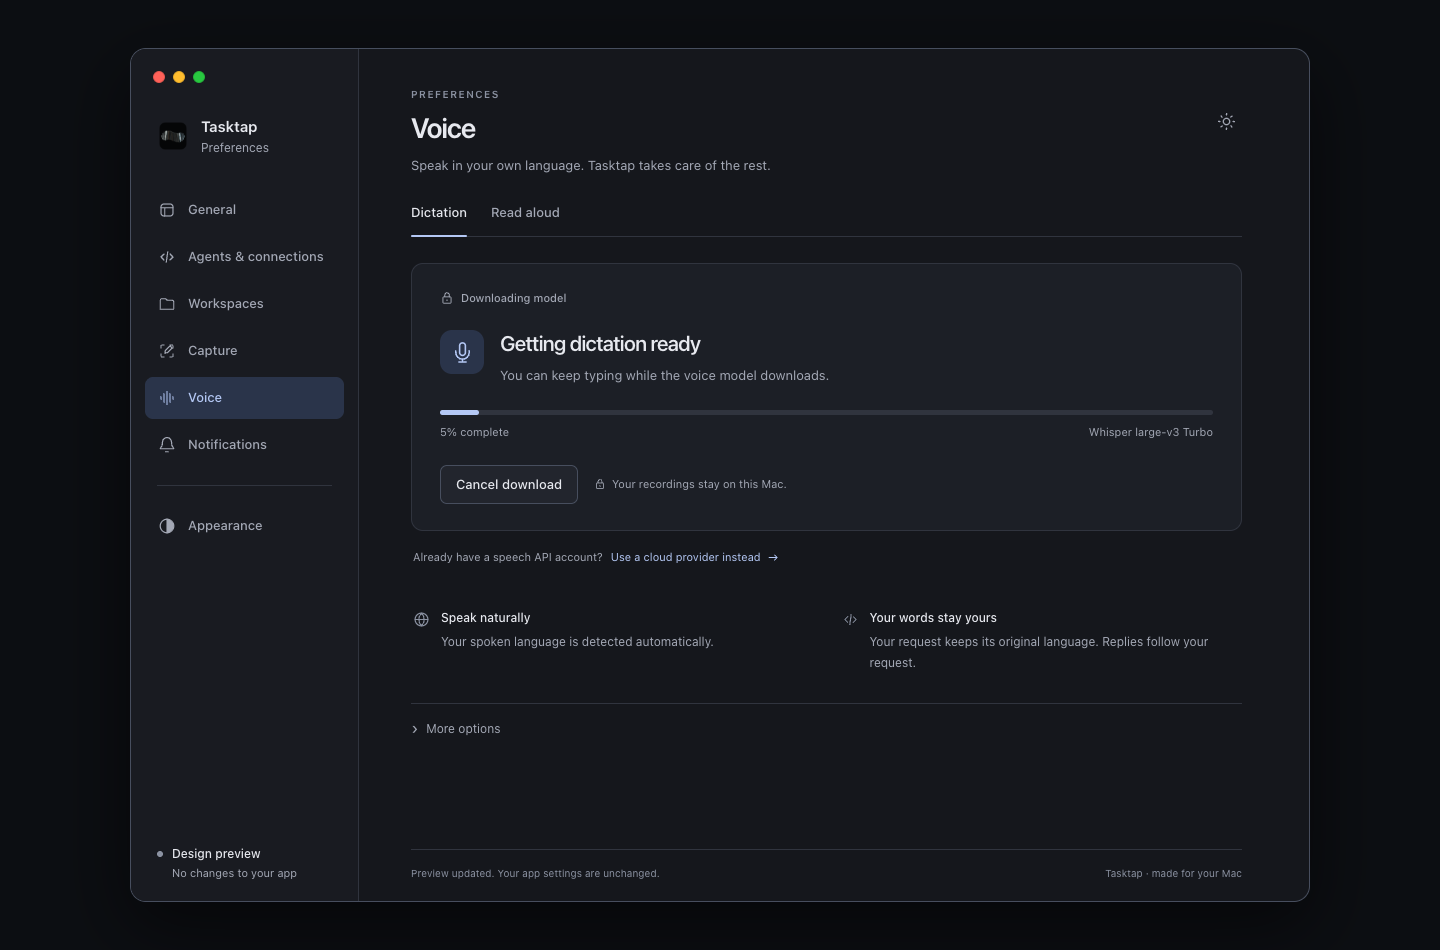 Tasktap
Preferences
General
Agents & connections
Workspaces
Capture
Voice
Notifications
Appearance
Design preview
No changes to your app
PREFERENCES
Voice
Speak in your own language. Tasktap takes care of the rest.
Dictation
Read aloud
Downloading model
Getting dictation ready
You can keep typing while the voice model downloads.
5% complete
Whisper large-v3 Turbo
Cancel download
Your recordings stay on this Mac.
Already have a speech API account? Use a cloud provider instead →
Speak naturally
Your spoken language is detected automatically.
Your words stay yours
Your request keeps its original language. Replies follow your
request.
More options
Preview updated. Your app settings are unchanged.
Tasktap · made for your Mac